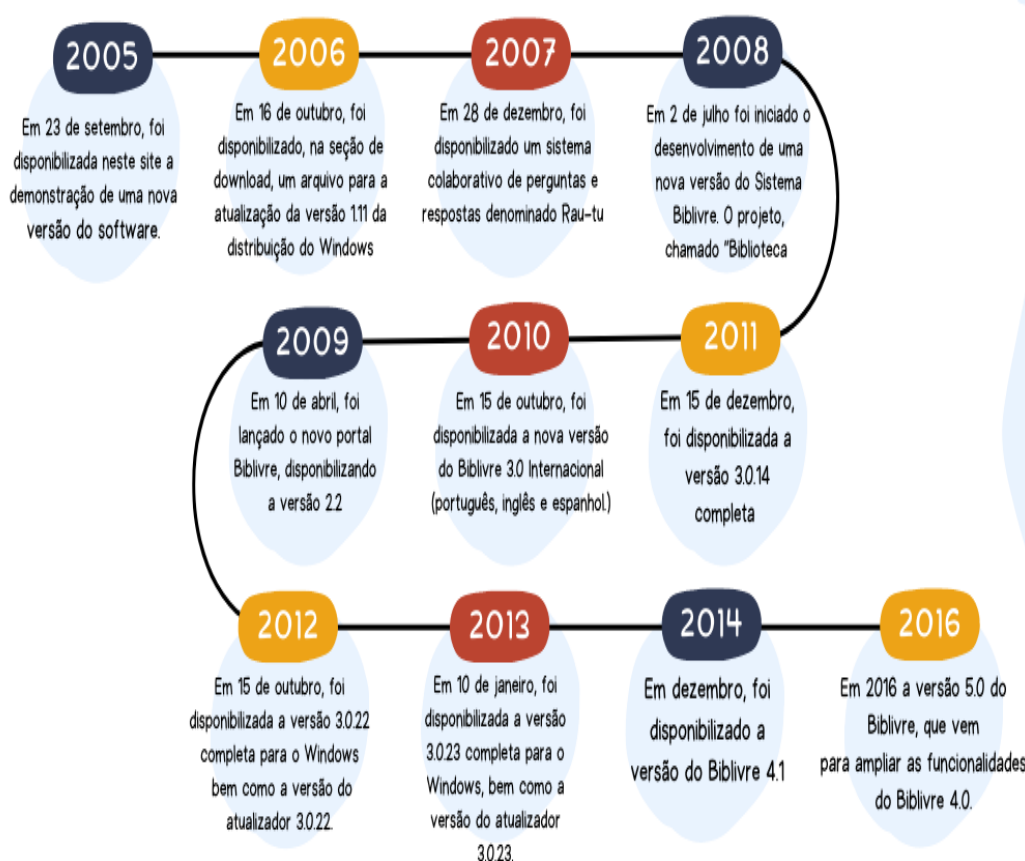 2005
Em 23 de setembro, foi
disponibilizada neste site a
demonstração de uma nova
versão do software.
2006
Em 16 de outubro, foi
disponibilizado, na seção de
download, um arquivo para a
atualização da versão 1.11 da
distribuição do Windows
2007
Em 28 de dezembro, foi
disponibilizado um sistema
colaborativo de perguntas e
respostas denominado Rau-tu
2008
Em 2 de julho foi iniciado o
desenvolvimento de uma
nova versão do Sistema
Biblivre. O projeto,
chamado "Biblioteca
2009
Em 10 de abril, foi
lançado o novo portal
Biblivre, disponibilizando
a versão 2.2
2010
Em 15 de outubro, foi
disponibilizada a nova versão
do Biblivre 3.0 Internacional
(português, inglês e espanhol.)
2011
Em 15 de dezembro,
foi disponibilizada a
versão 3.0.14
completa
2012
Em 15 de outubro, foi
disponibilizada a versão 3.0.22
completa para o Windows
bem como a versão do
atualizador 3.0.22.
2013
Em 10 de janeiro, foi
disponibilizada a versão
3.0.23 completa para o
Windows, bem como a
versão do atualizador
3.0.23.
2014
Em dezembro, foi
disponibilizado a
versão do Biblivre 4.1
2016
Em 2016 a versão 5.0 do
Biblivre, que vem
para ampliar as funcionalidades
do Biblivre 4.0.